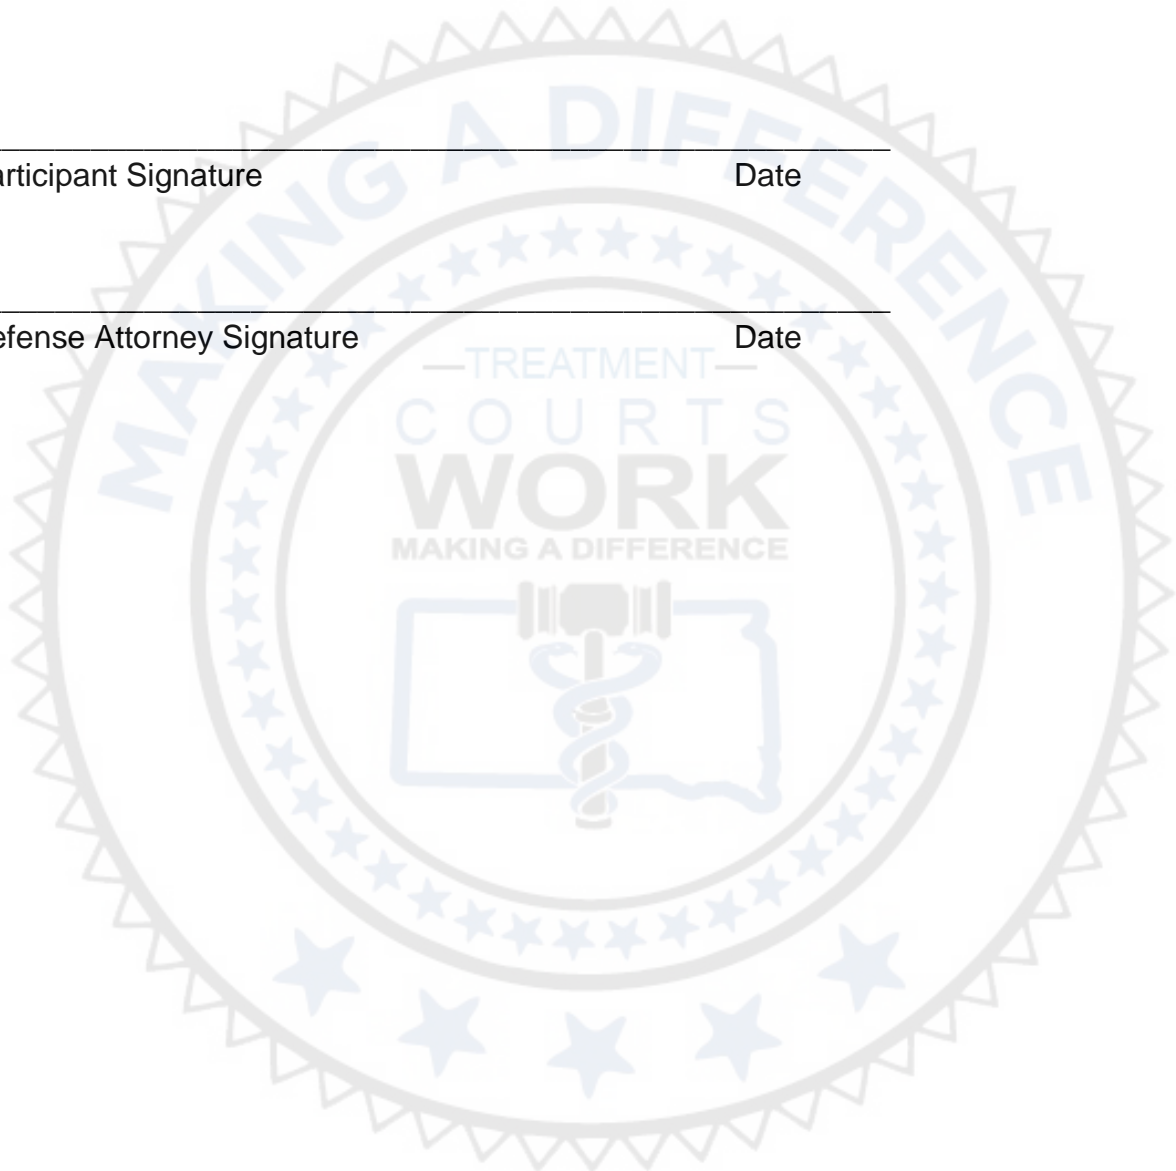 MAKING A DIFFERENCE
articipant Signature Date
efense Attorney Signature Date
—TREATMENT—
COURTS
WORK
MAKING A DIFFERENCE